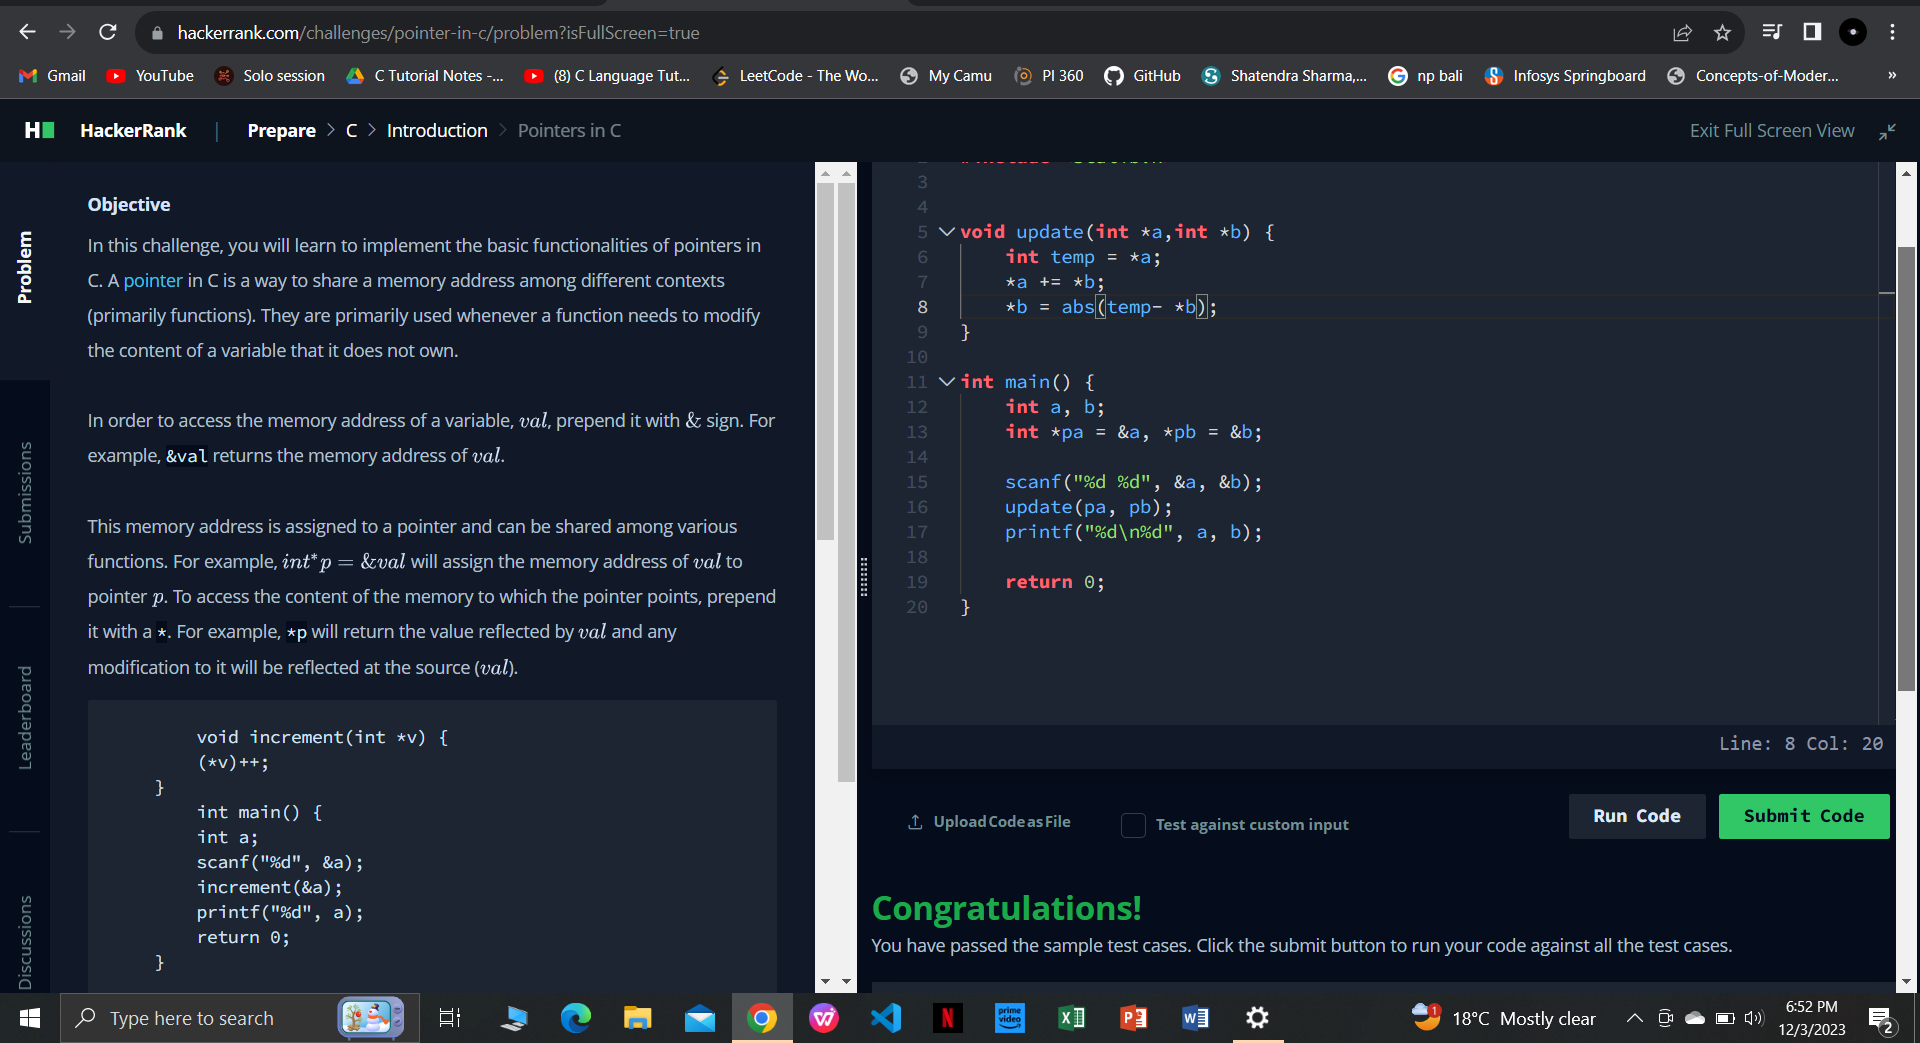 hackerrank.com/challenges/pointer-in-c/problem?isFullScreen=true
Gmail YouTube Solo session C Tutorial Notes -... (8) C Language Tut... LeetCode - The Wo... My Camu PI 360 GitHub Shatendra Sharma,... np bali Infosys Springboard Concepts-of-Moder... »
H HackerRank | Prepare > C > Introduction > Pointers in C Exit Full Screen View
Problem
Submissions
Leaderboard
Discussions
Objective
In this challenge, you will learn to implement the basic functionalities of pointers in
C. A pointer in C is a way to share a memory address among different contexts
(primarily functions). They are primarily used whenever a function needs to modify
the content of a variable that it does not own.
In order to access the memory address of a variable, val, prepend it with & sign. For
example, &val returns the memory address of val.
This memory address is assigned to a pointer and can be shared among various
functions. For example, int*p = &val will assign the memory address of val to
pointer p. To access the content of the memory to which the pointer points, prepend
it with a *. For example, *p will return the value reflected by val and any
modification to it will be reflected at the source (val).
void increment(int *v) {
(*v)++;
}
int main() {
int a;
scanf("%d", &a);
increment(&a);
printf("%d", a);
return 0;
}
3
4
5 void update(int *a,int *b) {
6 int temp = *a;
7 *a += *b;
8 *b = abs(temp- *b);
9 }
10
11 int main() {
12 int a, b;
13 int *pa = &a, *pb = &b;
14
15 scanf("%d %d", &a, &b);
16 update(pa, pb);
17 printf("%d\n%d", a, b);
18
19 return 0;
20 }
Line: 8 Col: 20
Upload Code as File Test against custom input Run Code Submit Code
Congratulations!
You have passed the sample test cases. Click the submit button to run your code against all the test cases.
Type here to search
prime video
1 18°C Mostly clear
6:52 PM
12/3/2023
2